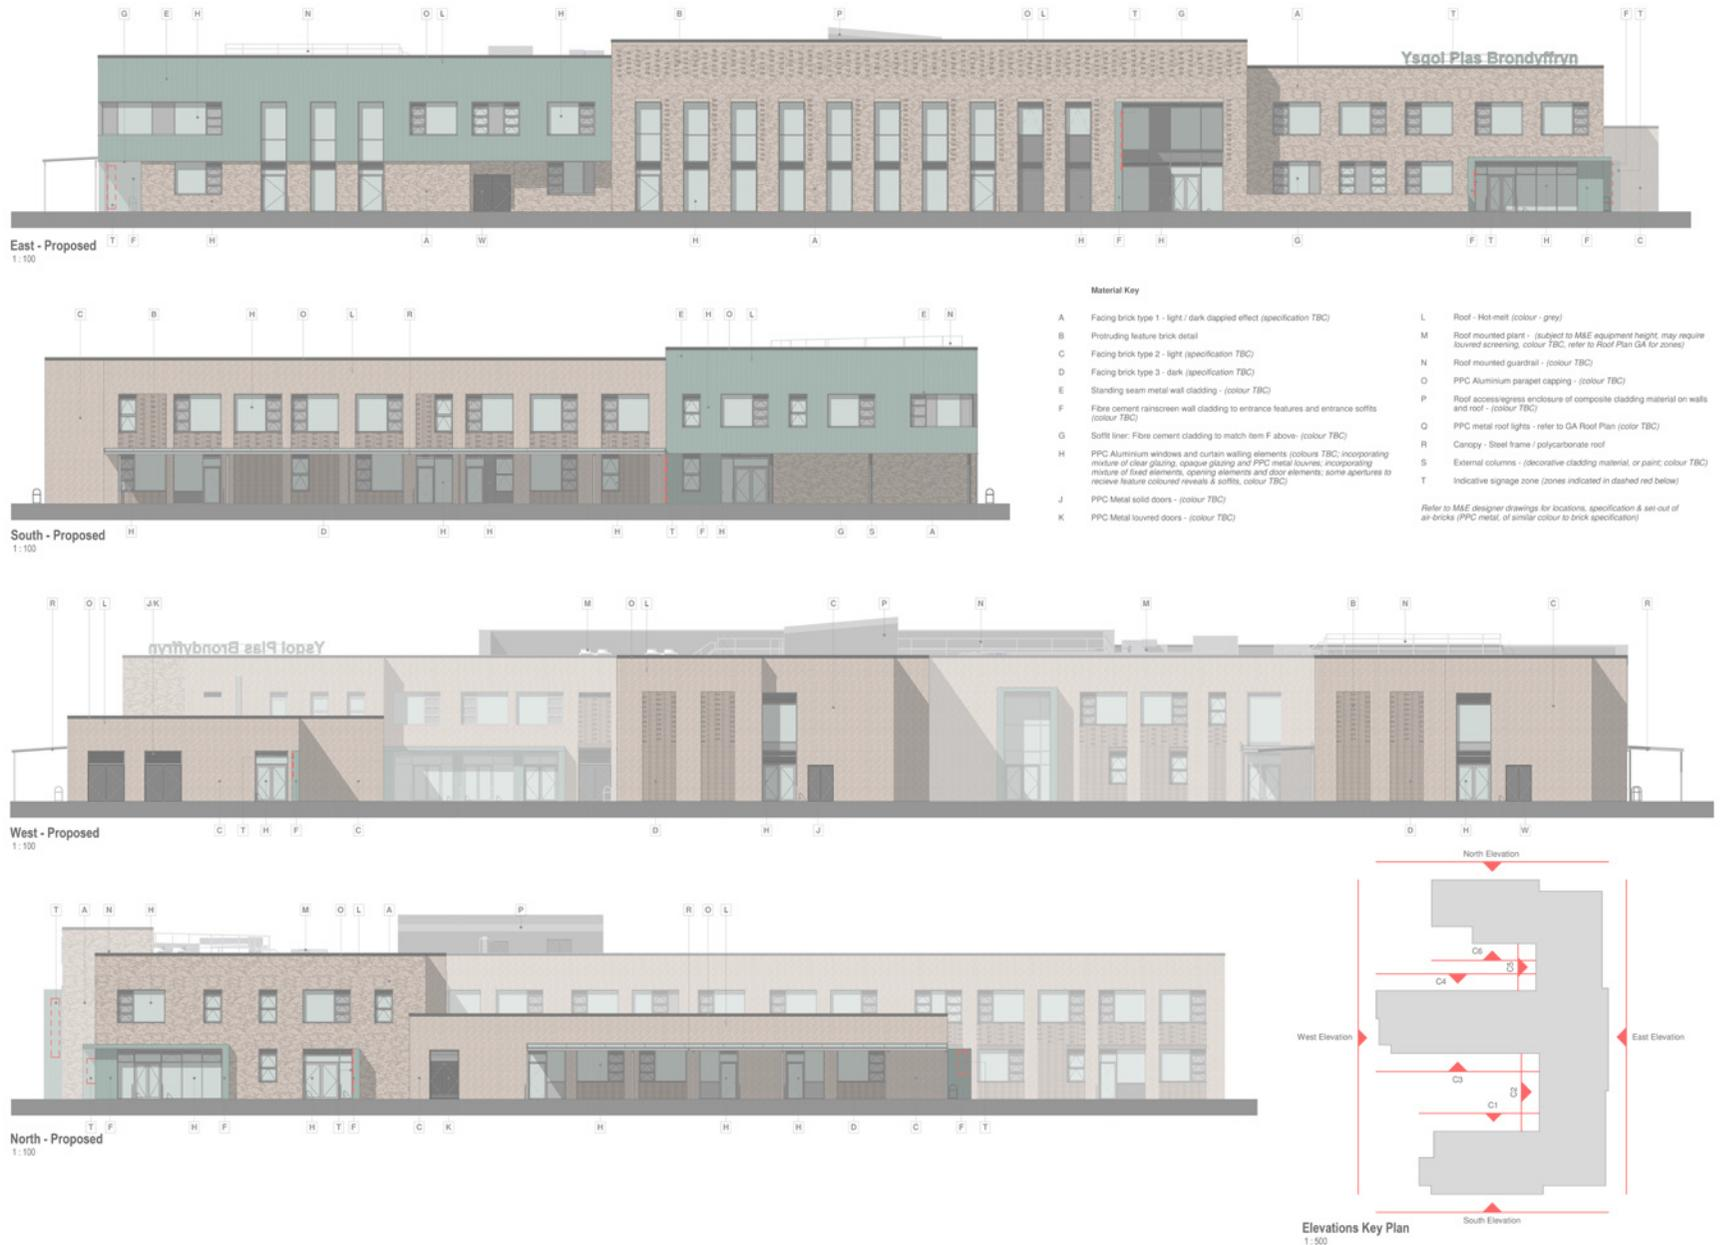 G E H N O L H B P O L T G A T F T
Ysgol Plas Brondyffryn
East - Proposed
1 : 100
T F H A W H A H F H G F T H F C
C B H O L R E H O L E N
South - Proposed
1 : 100
H D H H H T F H G S A
Material Key
A Facing brick type 1 - light / dark dappled effect (specification TBC)
B Protruding feature brick detail
C Facing brick type 2 - light (specification TBC)
D Facing brick type 3 - dark (specification TBC)
E Standing seam metal wall cladding - (colour TBC)
F Fibre cement rainscreen wall cladding to entrance features and entrance soffits
(colour TBC)
G Soffit liner: Fibre cement cladding to match item F above- (colour TBC)
H PPC Aluminium windows and curtain walling elements (colours TBC; incorporating
mixture of clear glazing, opaque glazing and PPC metal louvres; incorporating
mixture of fixed elements, opening elements and door elements; some apertures to
recieve feature coloured reveals & soffits, colour TBC)
J PPC Metal solid doors - (colour TBC)
K PPC Metal louvred doors - (colour TBC)
L Roof - Hot-melt (colour - grey)
M Roof mounted plant - (subject to M&E equipment height, may require
louvred screening, colour TBC, refer to Roof Plan GA for zones)
N Roof mounted guardrail - (colour TBC)
O PPC Aluminium parapet capping - (colour TBC)
P Roof access/egress enclosure of composite cladding material on walls
and roof - (colour TBC)
Q PPC metal roof lights - refer to GA Roof Plan (color TBC)
R Canopy - Steel frame / polycarbonate roof
S External columns - (decorative cladding material, or paint; colour TBC)
T Indicative signage zone (zones indicated in dashed red below)
Refer to M&E designer drawings for locations, specification & set-out of
air-bricks (PPC metal, of similar colour to brick specification)
R O L J/K M O L C P N M B N C R
Ysgol Plas Brondyffryn
West - Proposed
1 : 100
C T H F C D H J D H W
T A N H M O L A P R O L
North - Proposed
1 : 100
T F H F H T F C K H H H D C F T
North Elevation
C6
C5
C4
West Elevation
East Elevation
C3
C2
C1
South Elevation
Elevations Key Plan
1 : 500